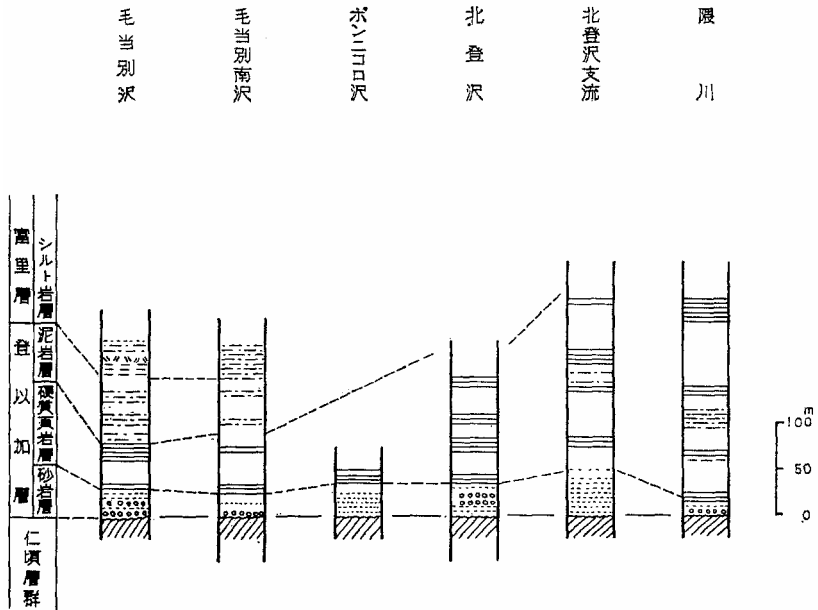 毛当別沢
毛当別南沢
ポンニコロ沢
北登沢
北登沢支流
隈川
富里層
シルト岩層
登以加層
泥岩層
硬質頁岩層
砂岩層
仁頃層群
m
100
50
0